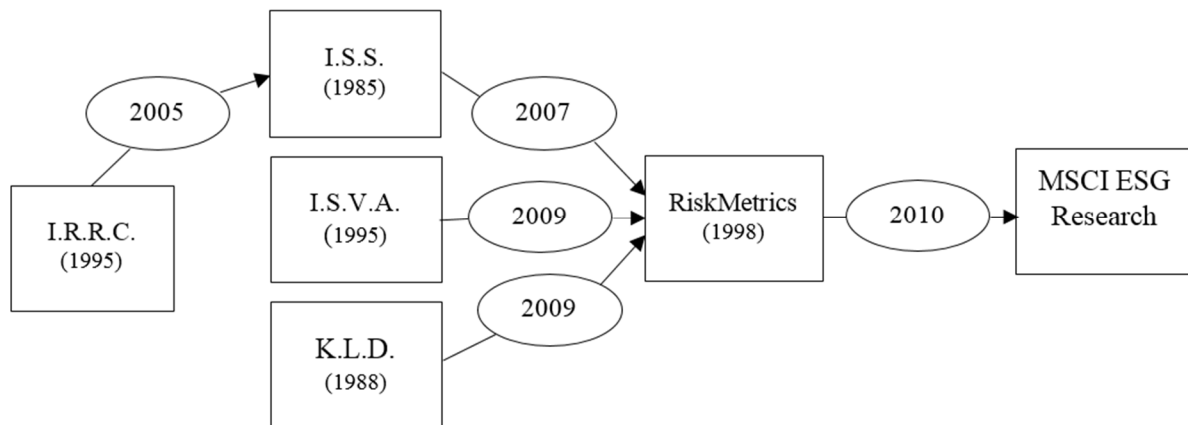 I.S.S.
(1985)
2005
2007
I.R.R.C.
(1995)
I.S.V.A.
(1995)
2009
RiskMetrics
(1998)
2010
MSCI ESG
Research
K.L.D.
(1988)
2009